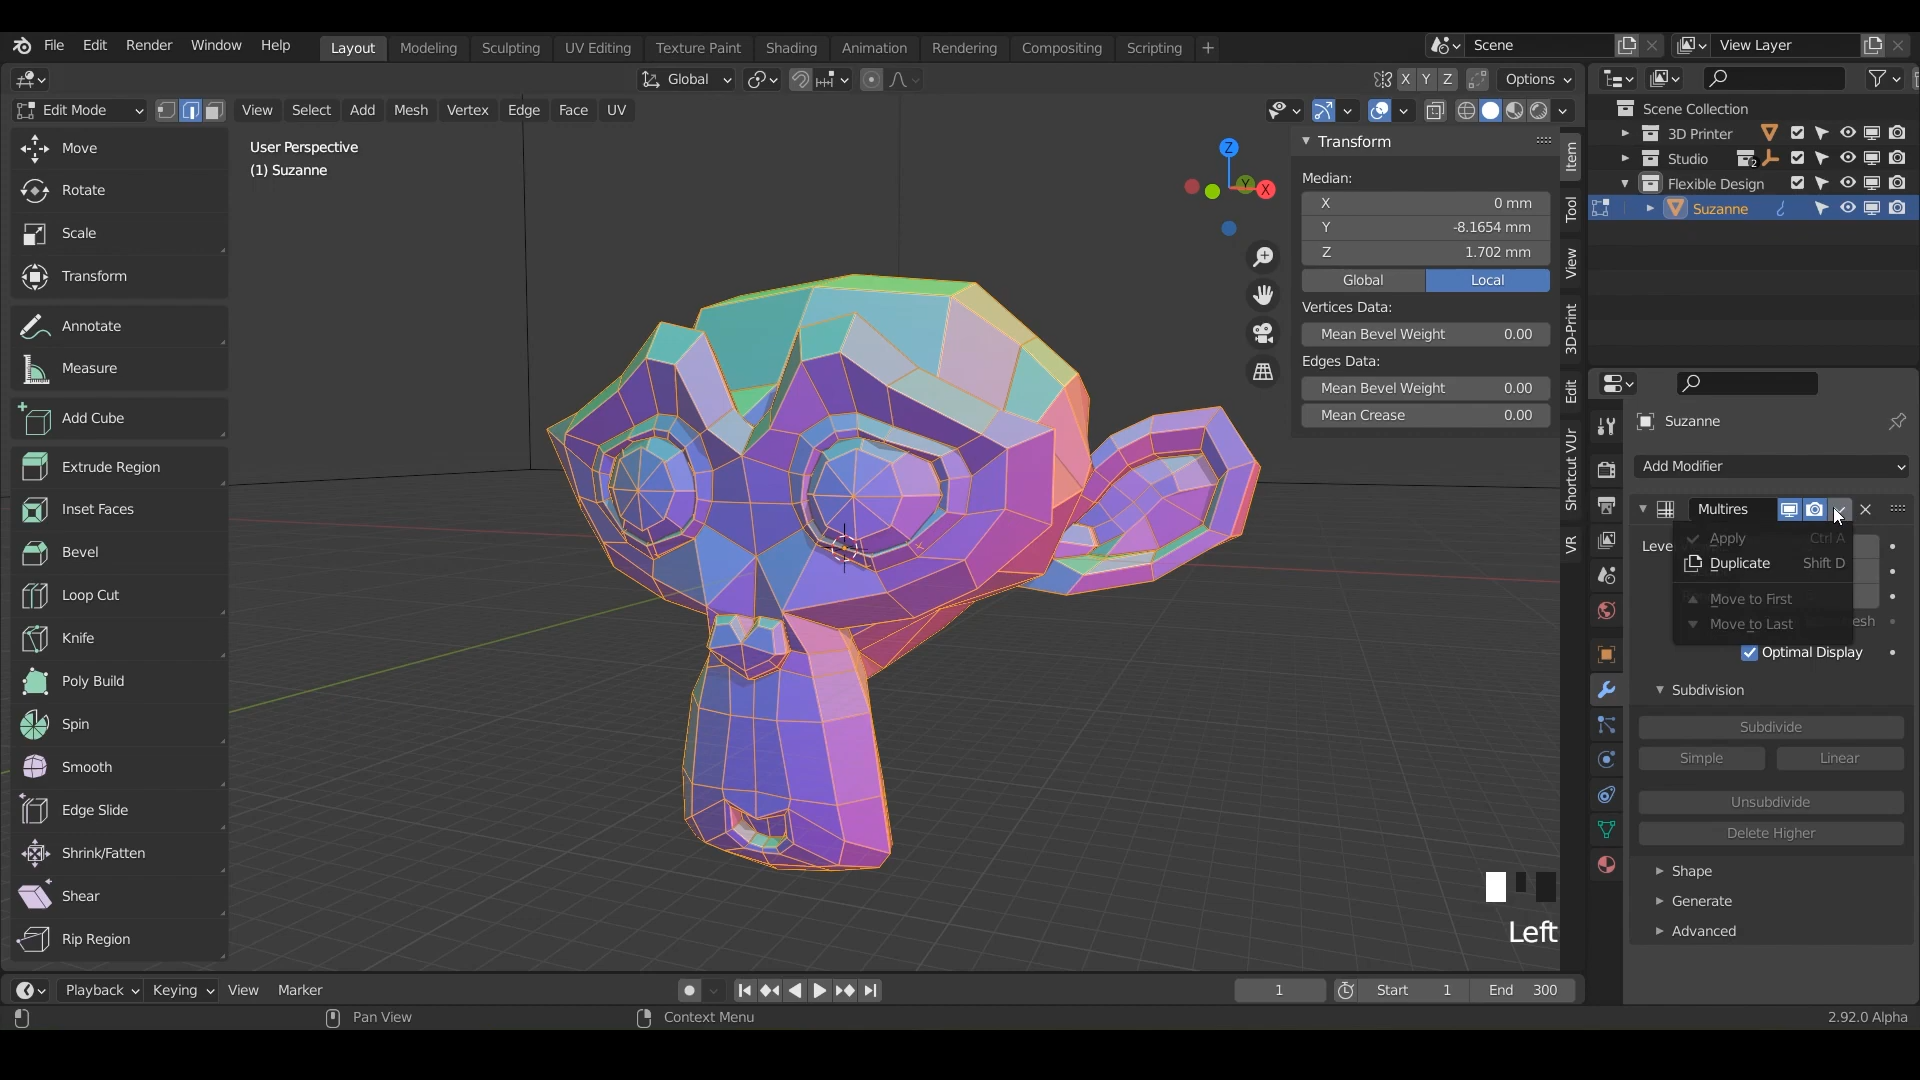 File Edit Render Window Help Layout Modeling Sculpting UV Editing Texture Paint Shading Animation Rendering Compositing Scripting + Scene View Layer
Global X Y Z Options
Edit Mode View Select Add Mesh Vertex Edge Face UV
Scene Collection
3D Printer
Studio 2
Flexible Design
Suzanne
Move
Rotate
Scale
Transform
Annotate
Measure
Add Cube
Extrude Region
Inset Faces
Bevel
Loop Cut
Knife
Poly Build
Spin
Smooth
Edge Slide
Shrink/Fatten
Shear
Rip Region
User Perspective
(1) Suzanne
Z
Y
X
Transform
Median:
X 0 mm
Y -8.1654 mm
Z 1.702 mm
Global Local
Vertices Data:
Mean Bevel Weight 0.00
Edges Data:
Mean Bevel Weight 0.00
Mean Crease 0.00
Item
Tool
View
3D-Print
Edit
Shortcut VUr
VR
Suzanne
Add Modifier
Multires
Leve
Apply Ctrl A
Duplicate Shift D
Move to First
Move to Last
esh
Optimal Display
Subdivision
Subdivide
Simple Linear
Unsubdivide
Delete Higher
Shape
Generate
Advanced
Left
Playback Keying View Marker 1 Start 1 End 300
Pan View Context Menu 2.92.0 Alpha